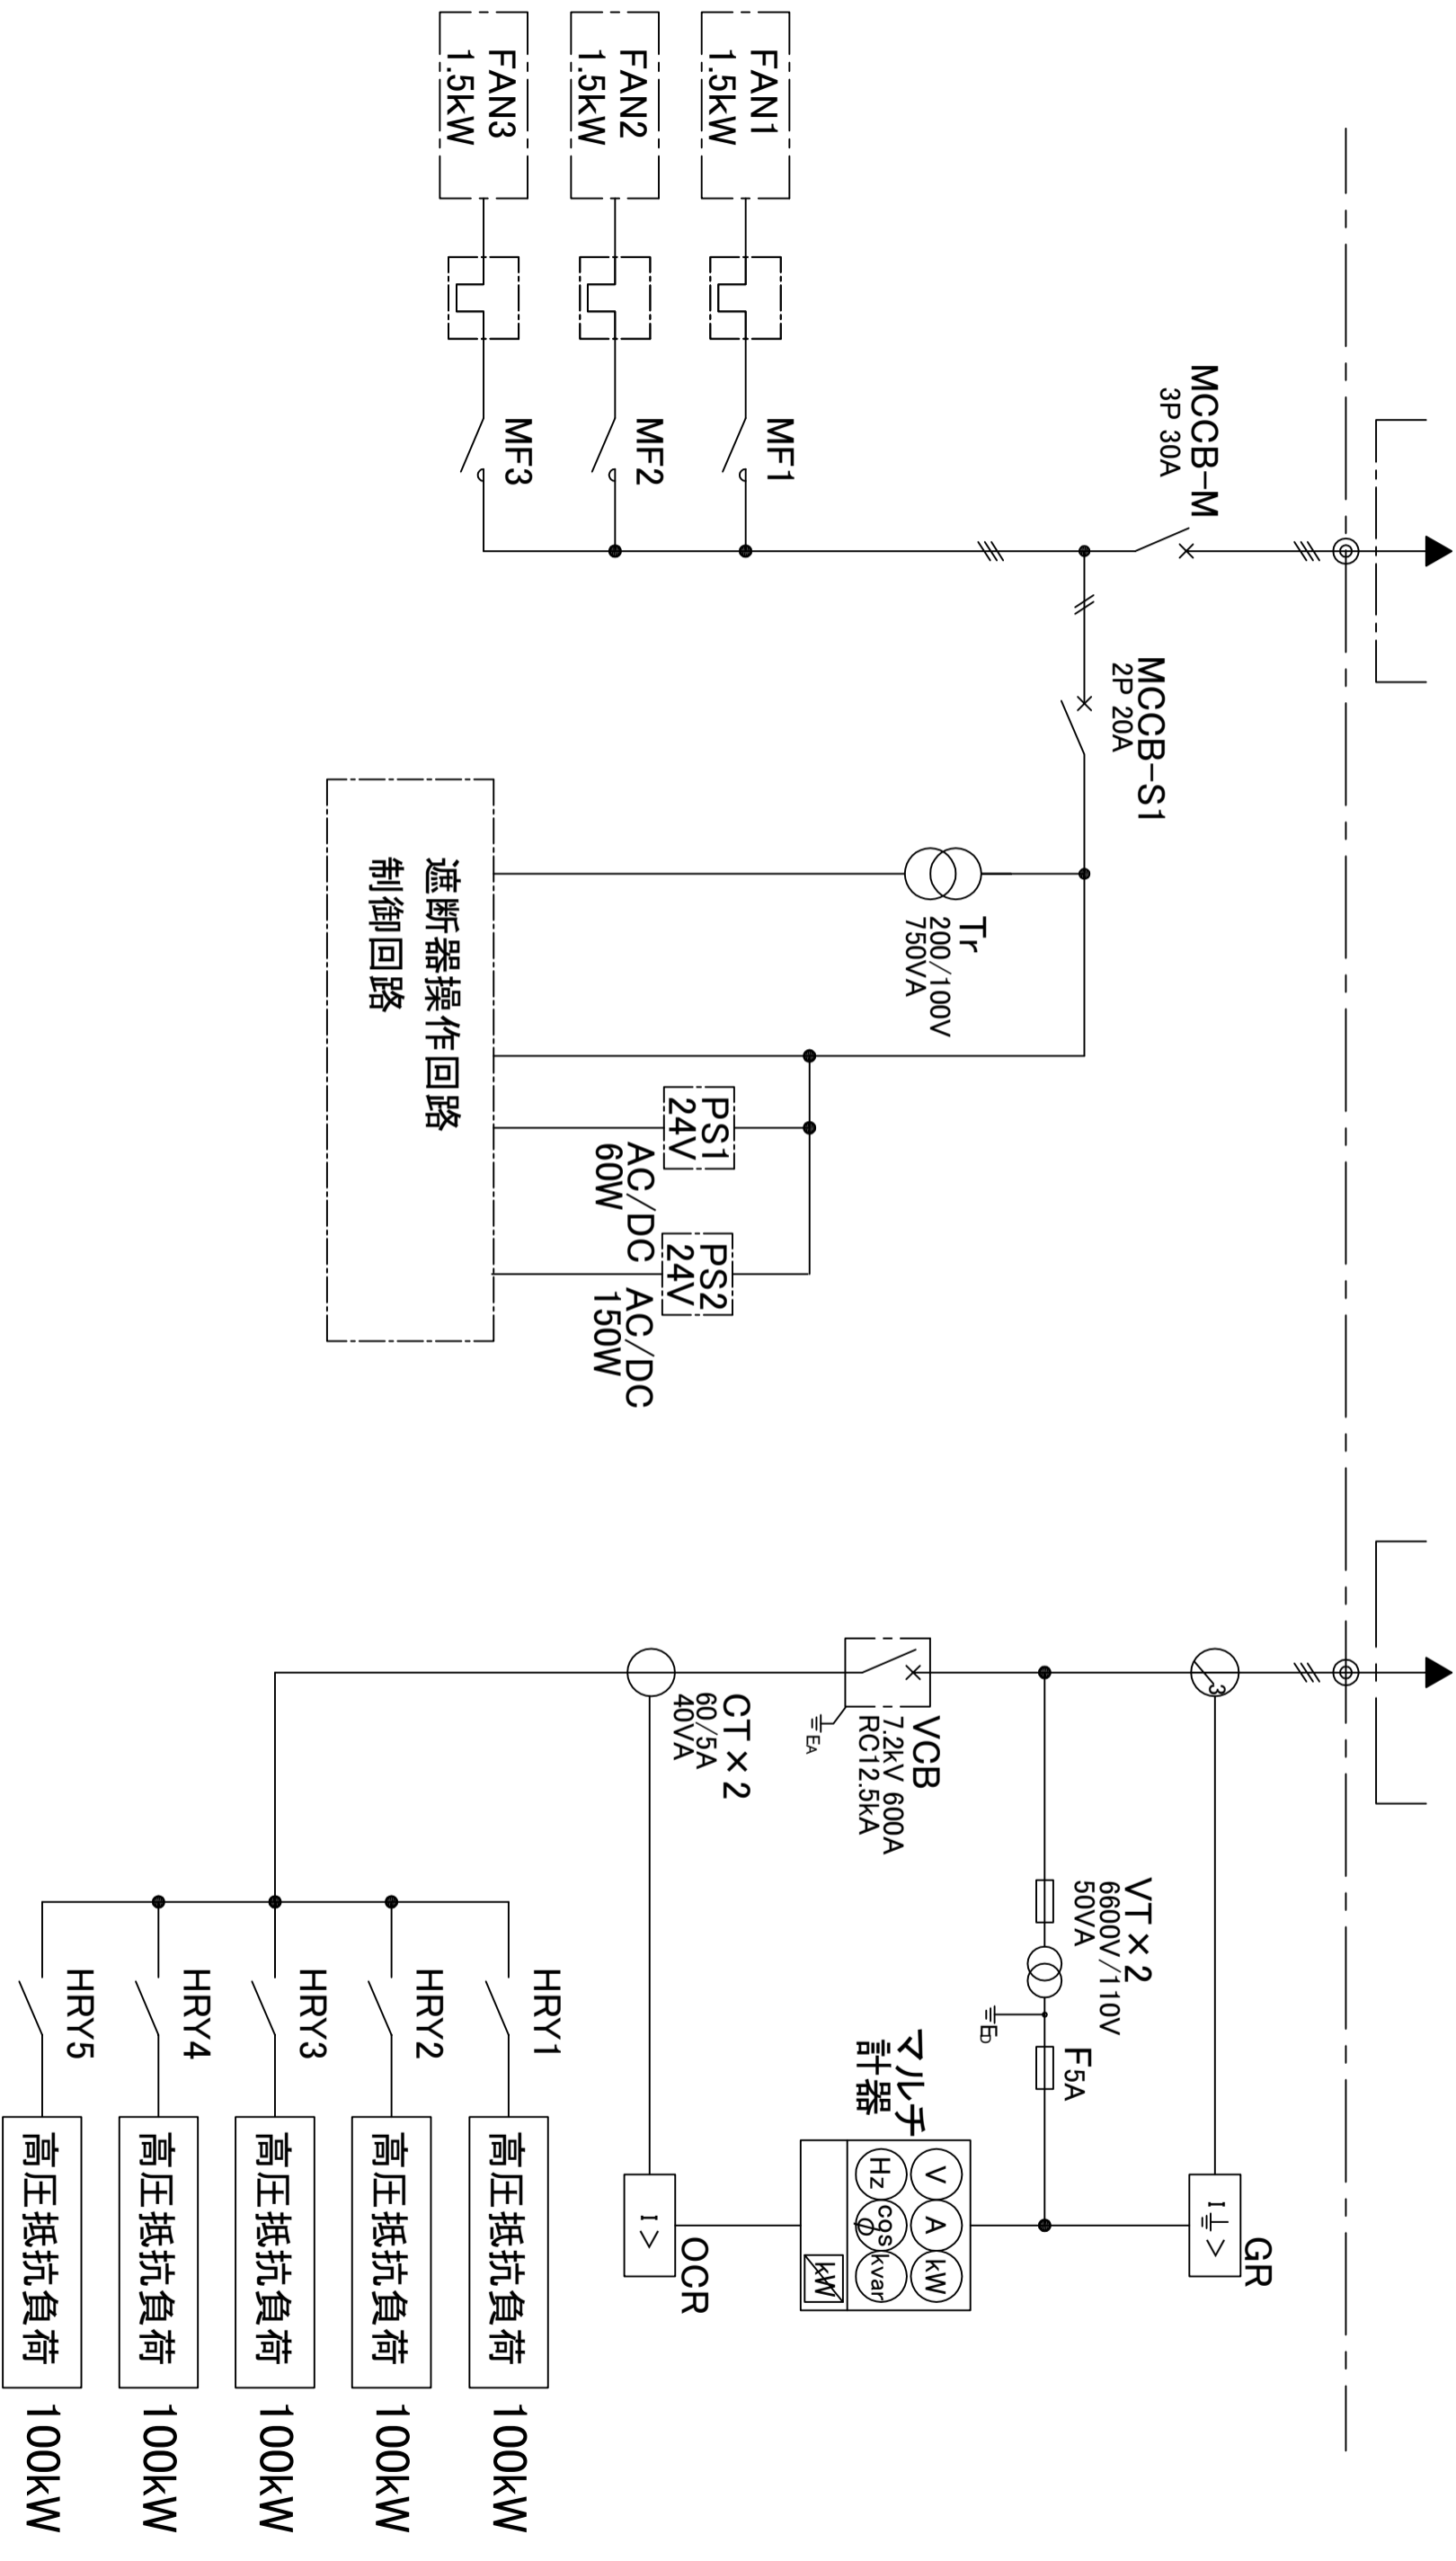 MCCB-M
3P 30A
MCCB-S1
2P 20A
FAN1
1.5kW
MF1
FAN2
1.5kW
MF2
FAN3
1.5kW
MF3
Tr
200/100V
750VA
PS1
24V
AC/DC
60W
PS2
24V
AC/DC
150W
遮断器操作回路
制御回路
3
GR
I >
VT×2
6600V/110V
50VA
F 5A
ED
VCB
7.2kV 600A
RC12.5kA
EA
マルチ
計器
V A kW
Hz cosφ kvar
kW
CT×2
60/5A
40VA
OCR
I >
HRY1
高圧抵抗負荷 100kW
HRY2
高圧抵抗負荷 100kW
HRY3
高圧抵抗負荷 100kW
HRY4
高圧抵抗負荷 100kW
HRY5
高圧抵抗負荷 100kW